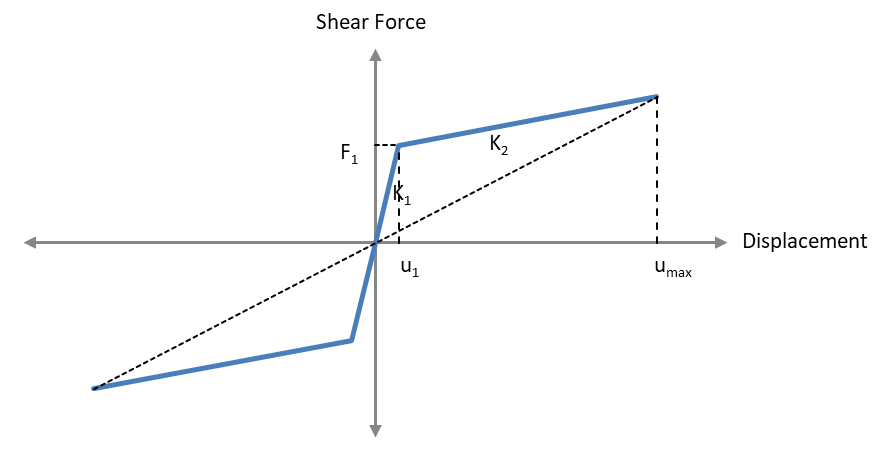 Shear Force
F₁
K₂
K₁
Displacement
u₁
uₘₐₓ